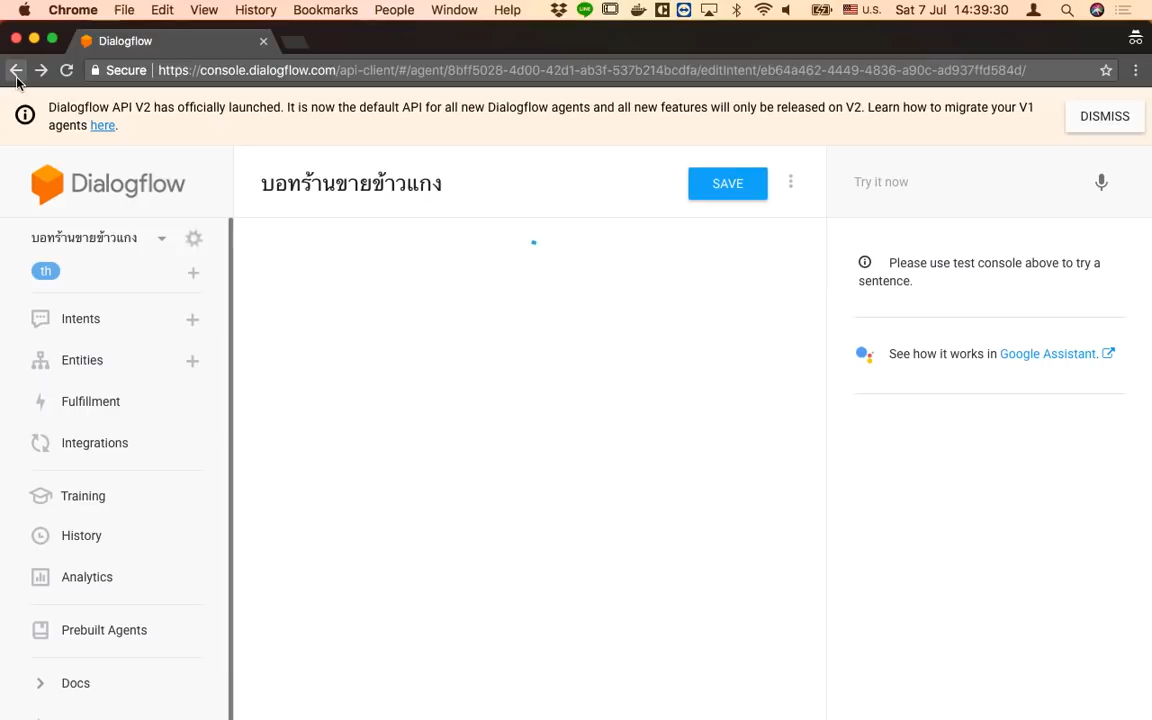 Chrome File Edit View History Bookmarks People Window Help U.S. Sat 7 Jul 14:39:30
Dialogflow
Secure https://console.dialogflow.com/api-client/#/agent/8bff5028-4d00-42d1-ab3f-537b214bcdfa/editIntent/eb64a462-4449-4836-a90c-ad937ffd584d/
Dialogflow API V2 has officially launched. It is now the default API for all new Dialogflow agents and all new features will only be released on V2. Learn how to migrate your V1
agents here.
DISMISS
Dialogflow
บอทร้านขายข้าวแกง
SAVE
Try it now
บอทร้านขายข้าวแกง
th
Intents
Entities
Fulfillment
Integrations
Training
History
Analytics
Prebuilt Agents
Docs
Please use test console above to try a
sentence.
See how it works in Google Assistant.